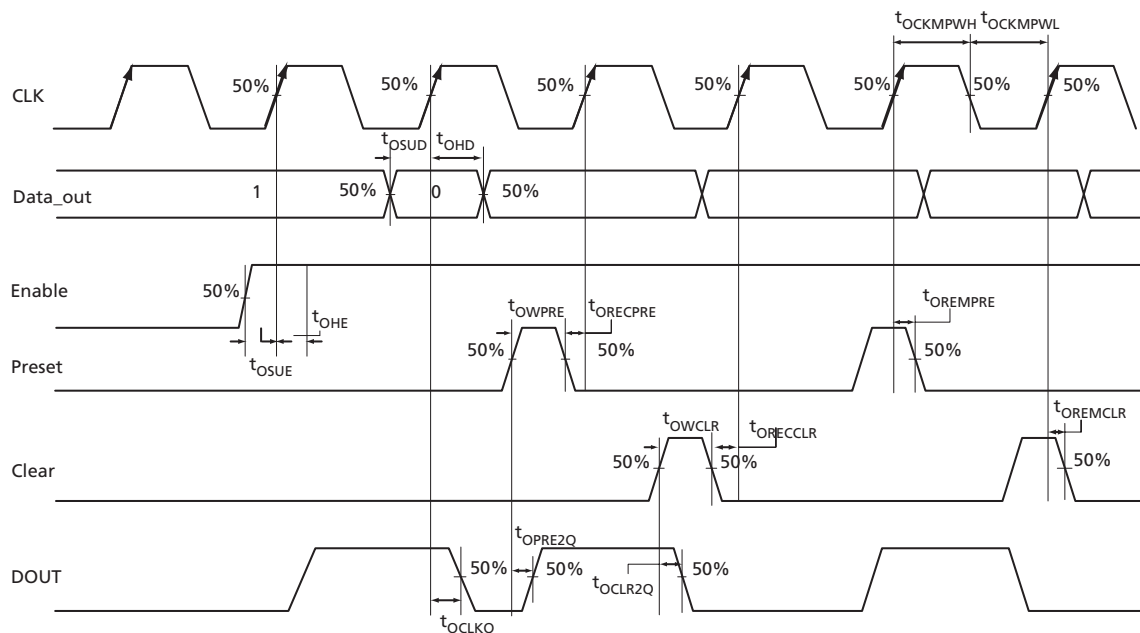 tOCKMPWH tOCKMPWL
CLK 50% 50% 50% 50% 50% 50% 50%
tOSUD tOHD
Data_out 1 50% 0 50%
Enable 50%
tOHE
tOSUE
tOWPRE tORECPRE tOREMPRE
Preset 50% 50% 50%
tOWCLR tORECCLR tOREMCLR
Clear 50% 50% 50%
tOPRE2Q
DOUT 50% 50% 50%
tOCLR2Q
tOCLKQ